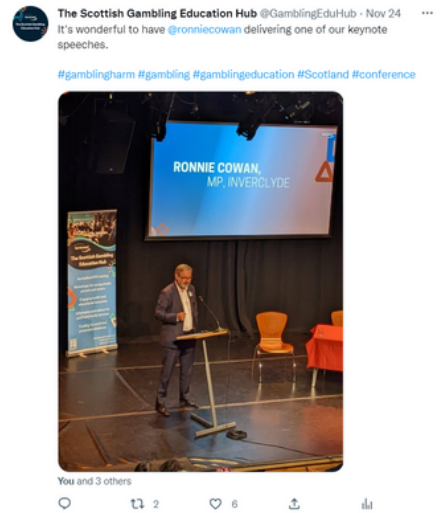 The Scottish Gambling Education Hub @GamblingEduHub · Nov 24
It's wonderful to have @ronniecowan delivering one of our keynote
speeches.
#gamblingharm #gambling #gamblingeducation #Scotland #conference
RONNIE COWAN,
MP, INVERCLYDE
The Scottish Gambling
Education Hub
You and 3 others
2
6